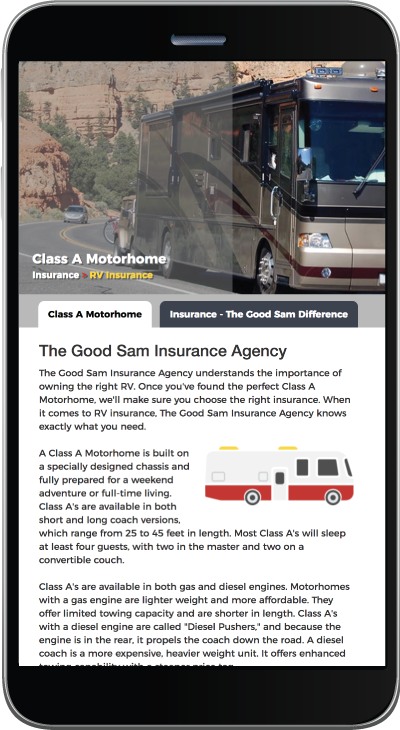 Class A Motorhome
Insurance » RV Insurance
Class A Motorhome
Insurance - The Good Sam Difference
The Good Sam Insurance Agency
The Good Sam Insurance Agency understands the importance of
owning the right RV. Once you've found the perfect Class A
Motorhome, we'll make sure you choose the right insurance. When
it comes to RV insurance, The Good Sam Insurance Agency knows
exactly what you need.
A Class A Motorhome is built on
a specially designed chassis and
fully prepared for a weekend
adventure or full-time living.
Class A's are available in both
short and long coach versions,
which range from 25 to 45 feet in length. Most Class A's will sleep
at least four guests, with two in the master and two on a
convertible couch.
Class A's are available in both gas and diesel engines. Motorhomes
with a gas engine are lighter weight and more affordable. They
offer limited towing capacity and are shorter in length. Class A's
with a diesel engine are called "Diesel Pushers," and because the
engine is in the rear, it propels the coach down the road. A diesel
coach is a more expensive, heavier weight unit. It offers enhanced
towing capability with a steeper price tag.